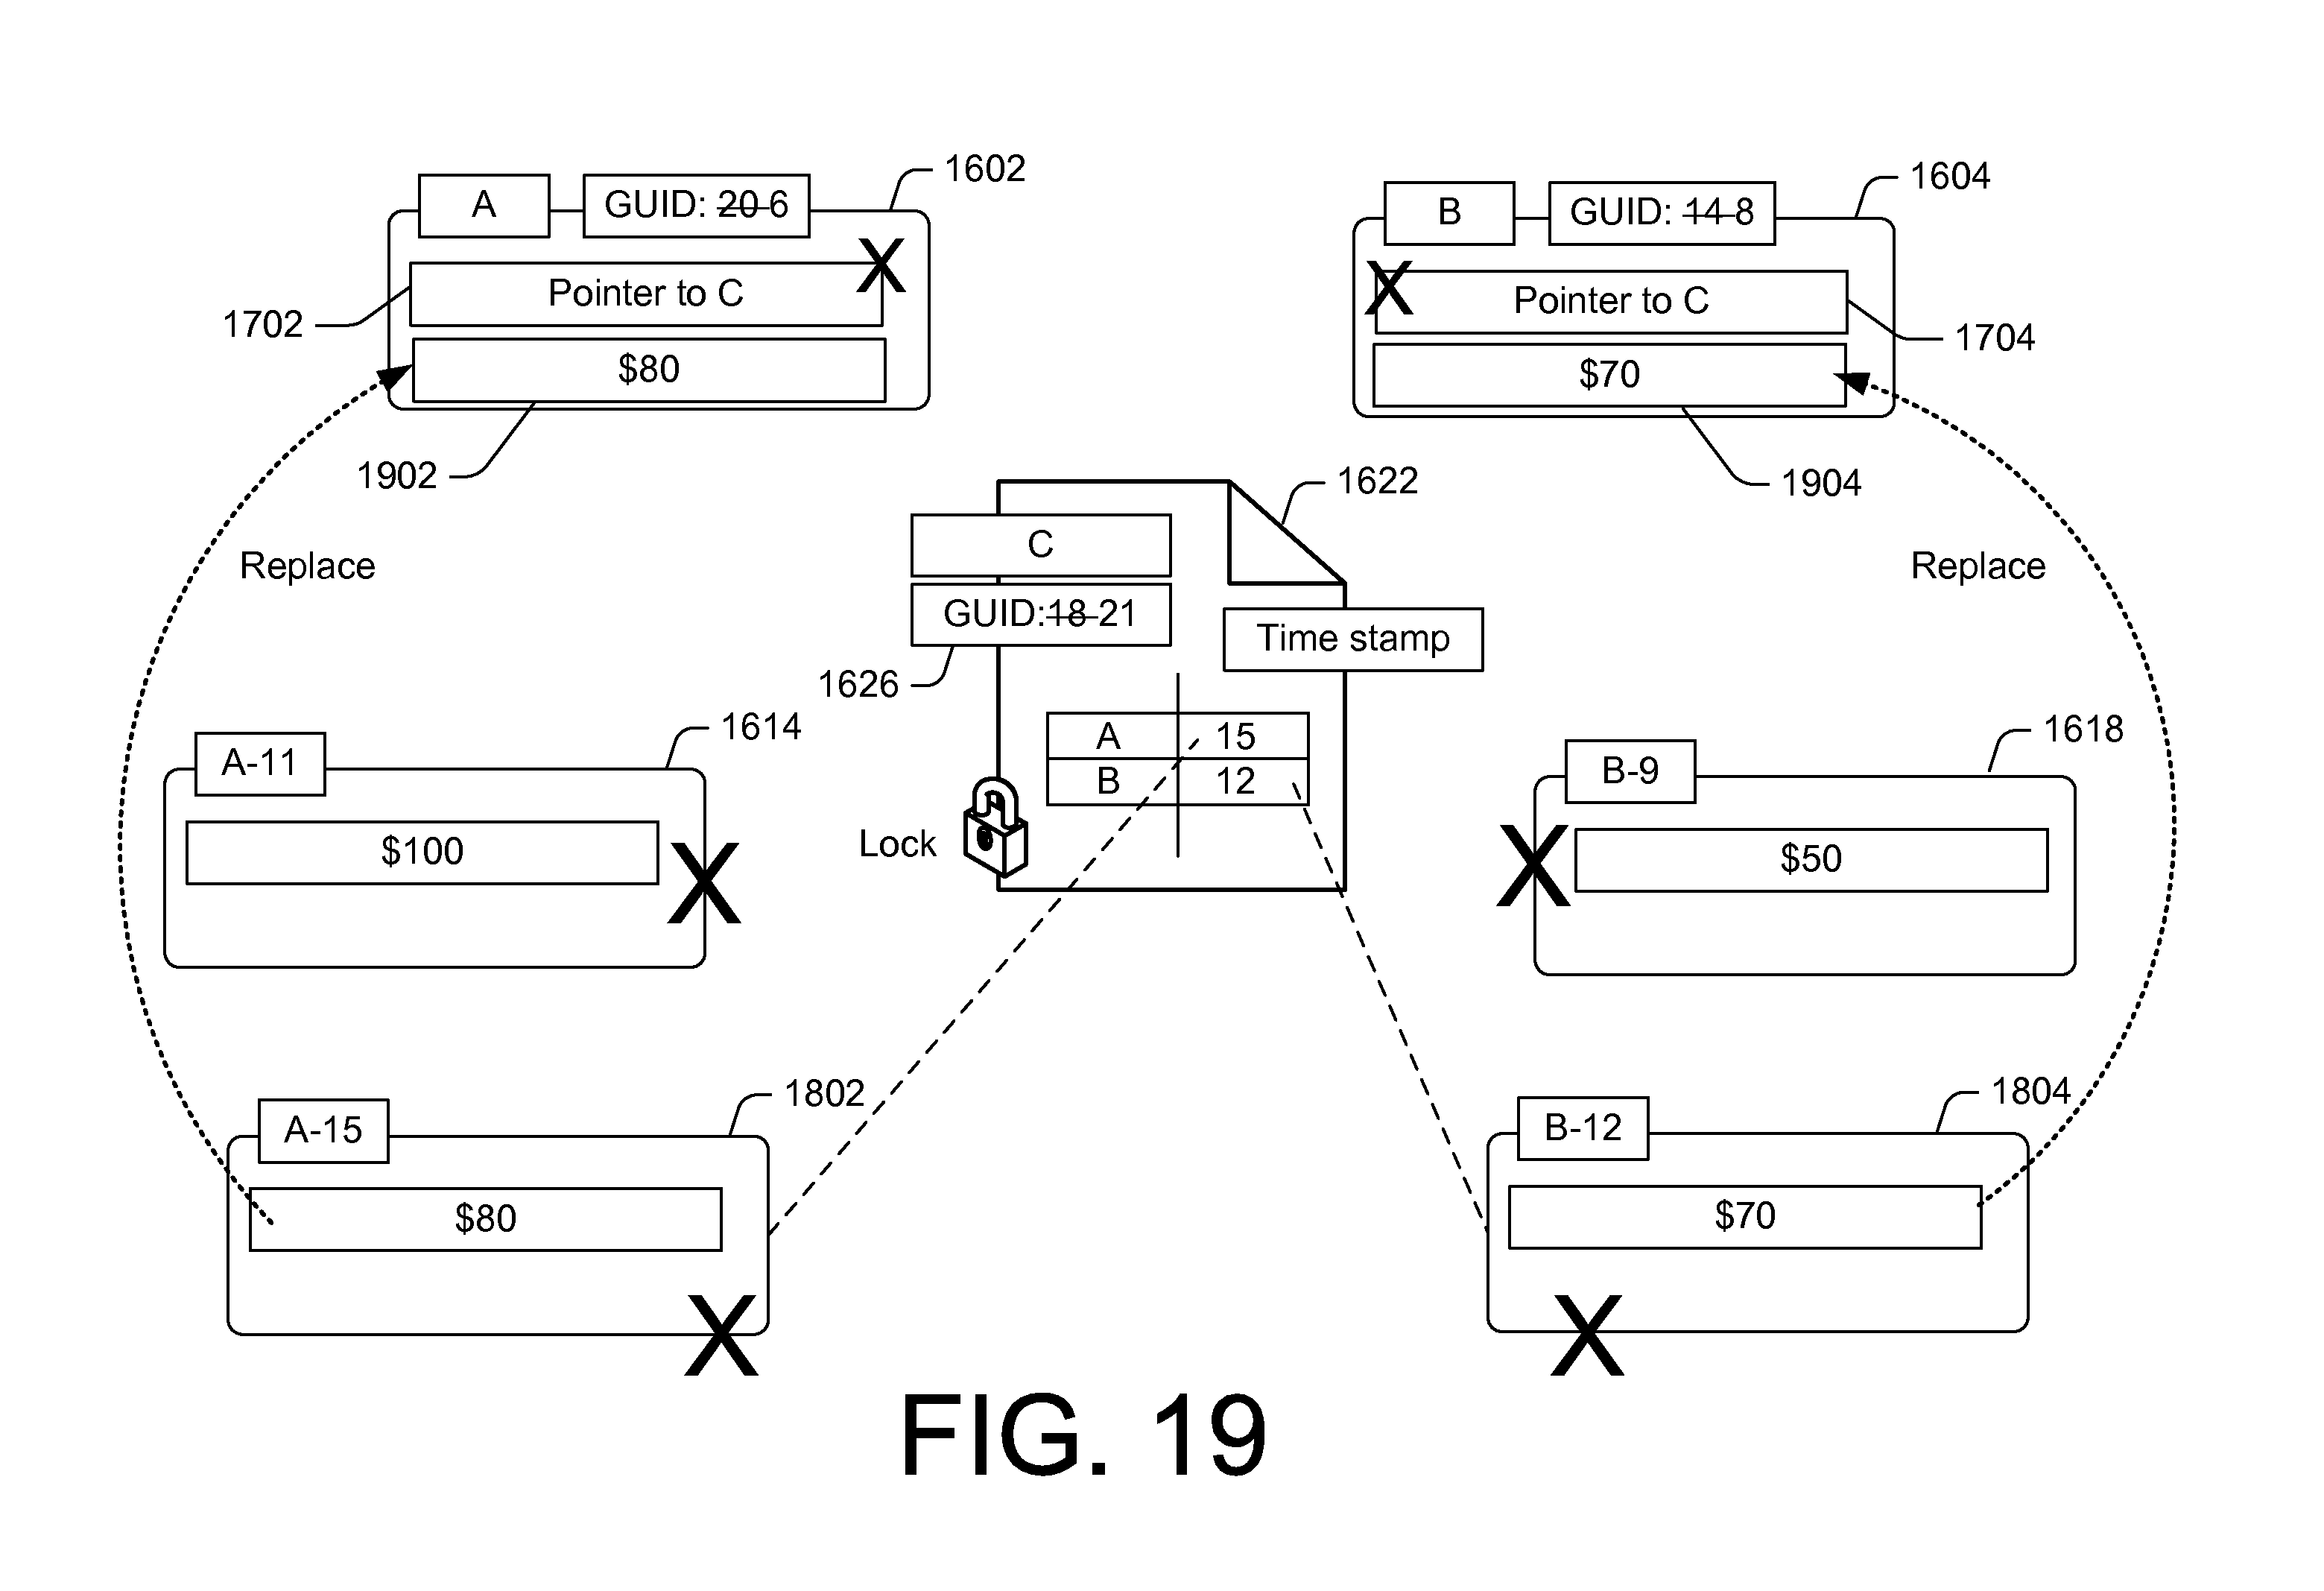 1602
A
GUID: 20 6
Pointer to C
1702
$80
1902
1604
B
GUID: 14 8
Pointer to C
1704
$70
1904
Replace
1622
C
GUID:18 21
Time stamp
1626
A 15
B 12
Lock
Replace
1614
A-11
$100
1618
B-9
$50
1802
A-15
$80
1804
B-12
$70
X
X
X
X
X
X
FIG. 19